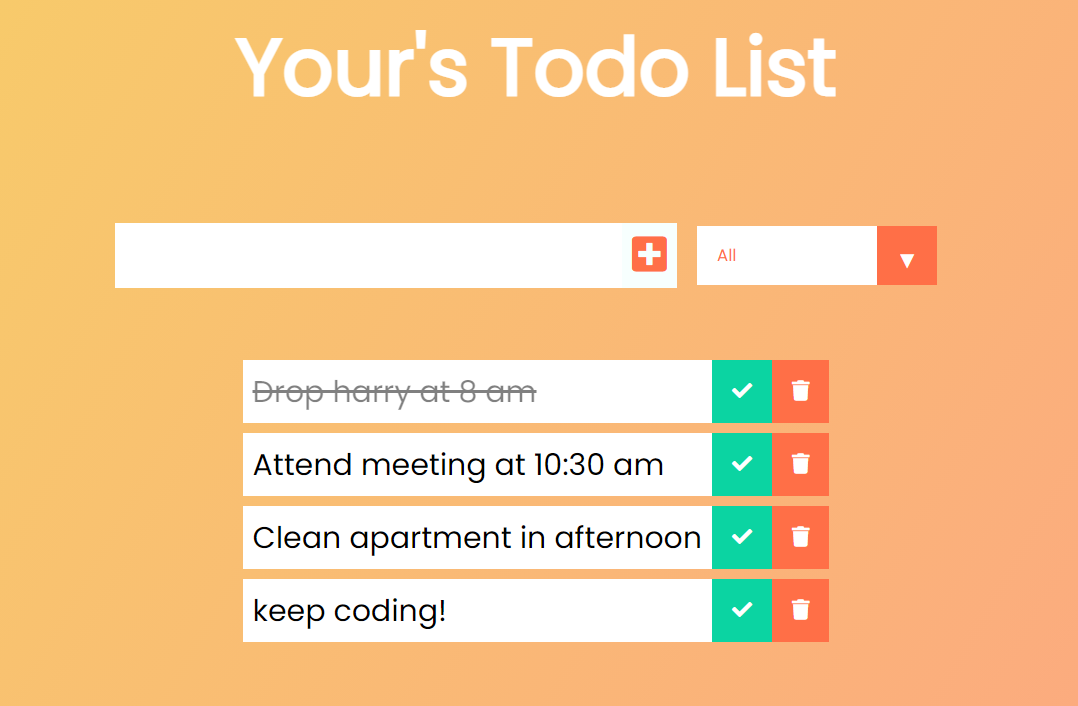 Your's Todo List
All
Drop harry at 8 am
Attend meeting at 10:30 am
Clean apartment in afternoon
keep coding!